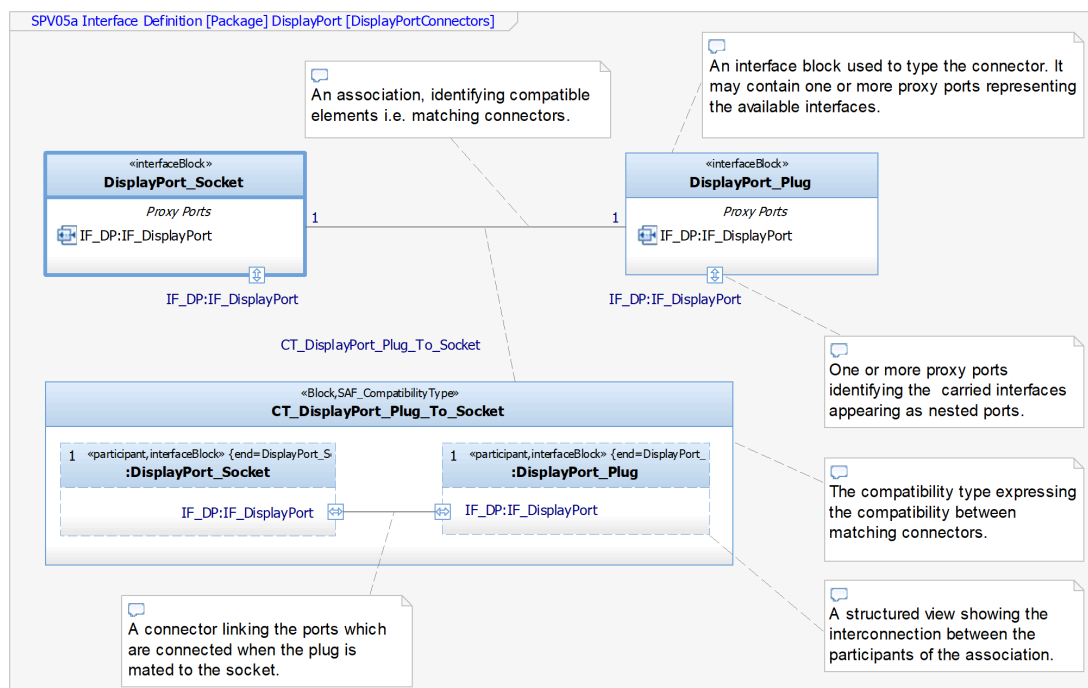 SPV05a Interface Definition [Package] DisplayPort [DisplayPortConnectors]
An association, identifying compatible
elements i.e. matching connectors.
An interface block used to type the connector. It
may contain one or more proxy ports representing
the available interfaces.
«interfaceBlock»
DisplayPort_Socket
Proxy Ports
IF_DP:IF_DisplayPort
1
1
«interfaceBlock»
DisplayPort_Plug
Proxy Ports
IF_DP:IF_DisplayPort
IF_DP:IF_DisplayPort
IF_DP:IF_DisplayPort
CT_DisplayPort_Plug_To_Socket
One or more proxy ports
identifying the  carried interfaces
appearing as nested ports.
«Block,SAF_CompatibilityType»
CT_DisplayPort_Plug_To_Socket
1 «participant,interfaceBlock» {end=DisplayPort_S
:DisplayPort_Socket
IF_DP:IF_DisplayPort
1 «participant,interfaceBlock» {end=DisplayPort_
:DisplayPort_Plug
IF_DP:IF_DisplayPort
The compatibility type expressing
the compatibility between
matching connectors.
A connector linking the ports which
are connected when the plug is
mated to the socket.
A structured view showing the
interconnection between the
participants of the association.